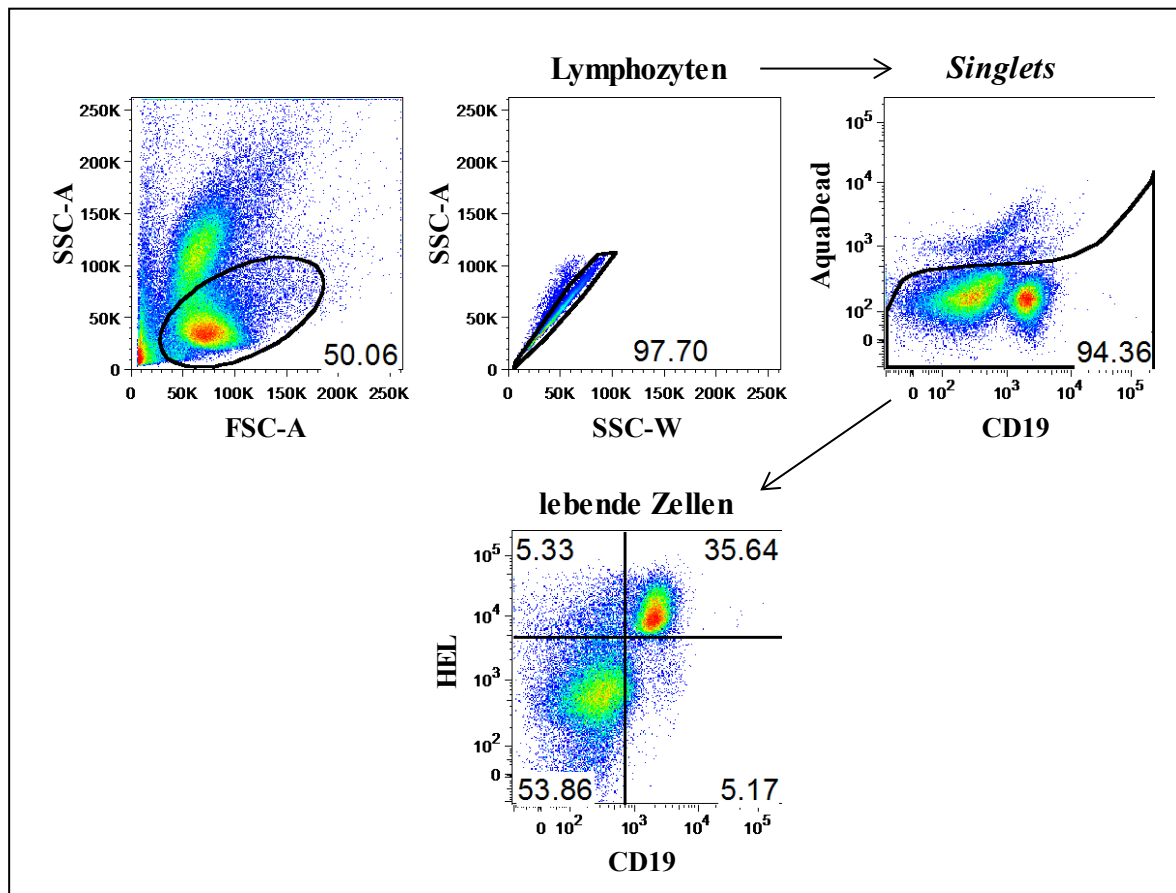 Lymphozyten Singlets
250K
200K
150K
100K
50K
0
SSC-A
50.06
0 50K 100K 150K 200K 250K
FSC-A
250K
200K
150K
100K
50K
0
SSC-A
97.70
0 50K 100K 150K 200K 250K
SSC-W
10^5
10^4
10^3
10^2
0
AquaDead
94.36
0 10^2 10^3 10^4 10^5
CD19
lebende Zellen
5.33 35.64
10^5
10^4
10^3
10^2
0
HEL
53.86 5.17
0 10^2 10^3 10^4 10^5
CD19